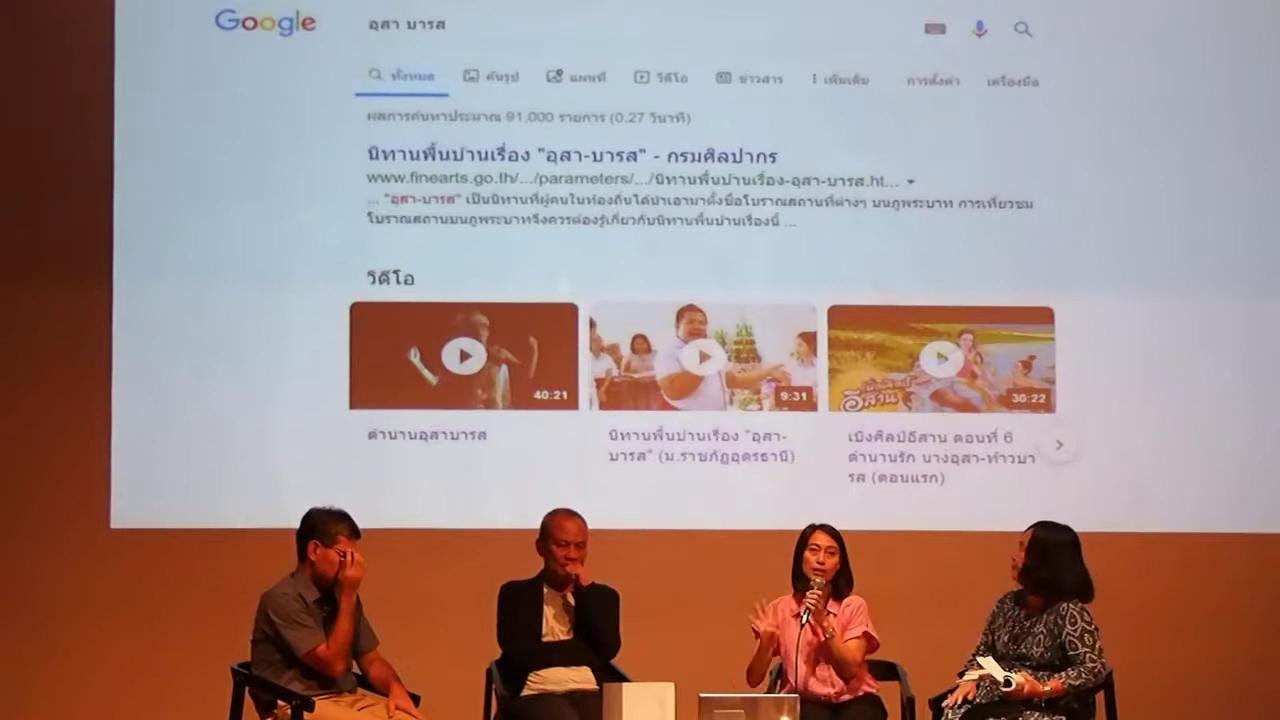 Google
อุสา บารส
ทั้งหมด ค้นรูป แผนที่ วิดีโอ ข่าวสาร เพิ่มเติม การตั้งค่า เครื่องมือ
ผลการค้นหาประมาณ 91,000 รายการ (0.27 วินาที)
นิทานพื้นบ้านเรื่อง "อุสา-บารส" - กรมศิลปากร
www.finearts.go.th/.../parameters/.../นิทานพื้นบ้านเรื่อง-อุสา-บารส.ht...
... "อุสา-บารส" เป็นนิทานที่ผู้คนในท้องถิ่นได้นำเอามาตั้งชื่อโบราณสถานที่ต่างๆ บนภูพระบาท การเที่ยวชม
โบราณสถานบนภูพระบาทจึงควรต้องรู้เกี่ยวกับนิทานพื้นบ้านเรื่องนี้ ...
วิดีโอ
40:21
9:31
อีสาน
30:22
ตำนานอุสาบารส
นิทานพื้นบ้านเรื่อง "อุสา-
บารส" (ม.ราชภัฏอุดรธานี)
เบิ่งศิลป์อีสาน ตอนที่ 6
ตำนานรัก นางอุสา-ท้าวบา
รส (ตอนแรก)